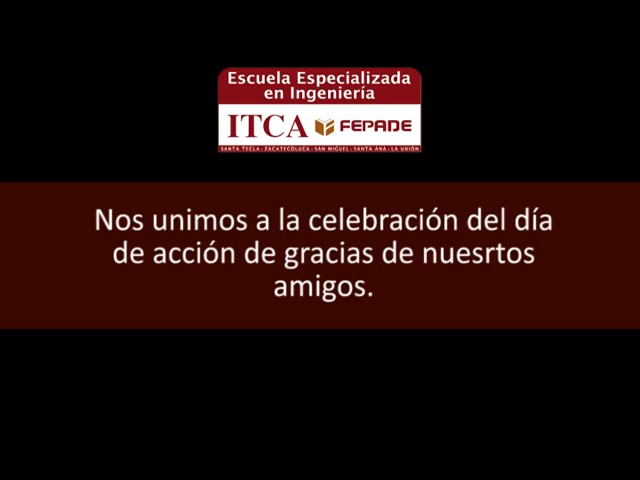 Escuela Especializada
en Ingeniería
ITCA FEPADE
SANTA TECLA • ZACATECOLUCA • SAN MIGUEL • SANTA ANA • LA UNIÓN
Nos unimos a la celebración del día
de acción de gracias de nuesrtos
amigos.